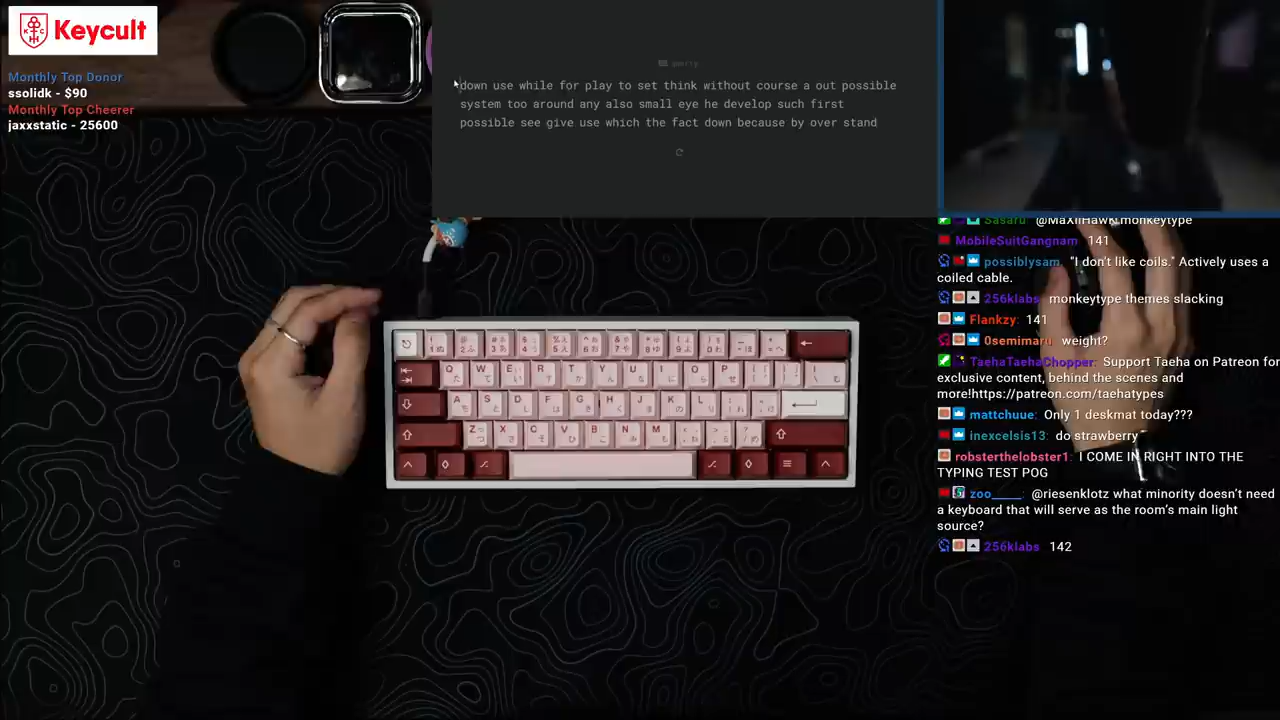 Keycult
Monthly Top Donor
ssolidk - $90
Monthly Top Cheerer
jaxxstatic - 25600
qwerty
down use while for play to set think without course a out possible
system too around any also small eye he develop such first
possible see give use which the fact down because by over stand
Sasaru: @MaXiiHawk monkeytype
MobileSuitGangnam: 141
possiblysam: "I don't like coils." Actively uses a
coiled cable.
256klabs: monkeytype themes slacking
Flankzy: 141
0semimaru: weight?
TaehaTaehaChopper: Support Taeha on Patreon for
exclusive content, behind the scenes and
more!https://patreon.com/taehatypes
mattchuue: Only 1 deskmat today???
inexcelsis13: do strawberry
robsterthelobster1: I COME IN RIGHT INTO THE
TYPING TEST POG
zoo_____: @riesenklotz what minority doesn't need
a keyboard that will serve as the room's main light
source?
256klabs: 142
Q W E R T Y U I O P
A S D F G H J K L
Z X C V B N M